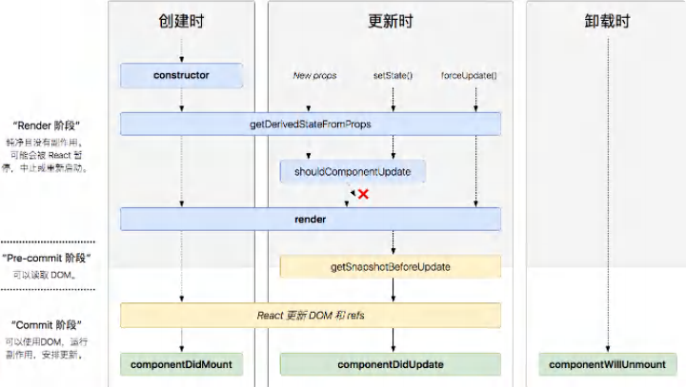 创建时
更新时
卸载时
constructor
New props
setState()
forceUpdate()
“Render 阶段”
纯净且没有副作用。
可能会被 React 暂
停，中止或重新启动。
getDerivedStateFromProps
shouldComponentUpdate
render
“Pre-commit 阶段”
可以读取 DOM。
getSnapshotBeforeUpdate
React 更新 DOM 和 refs
“Commit 阶段”
可以使用DOM，运行
副作用，安排更新。
componentDidMount
componentDidUpdate
componentWillUnmount